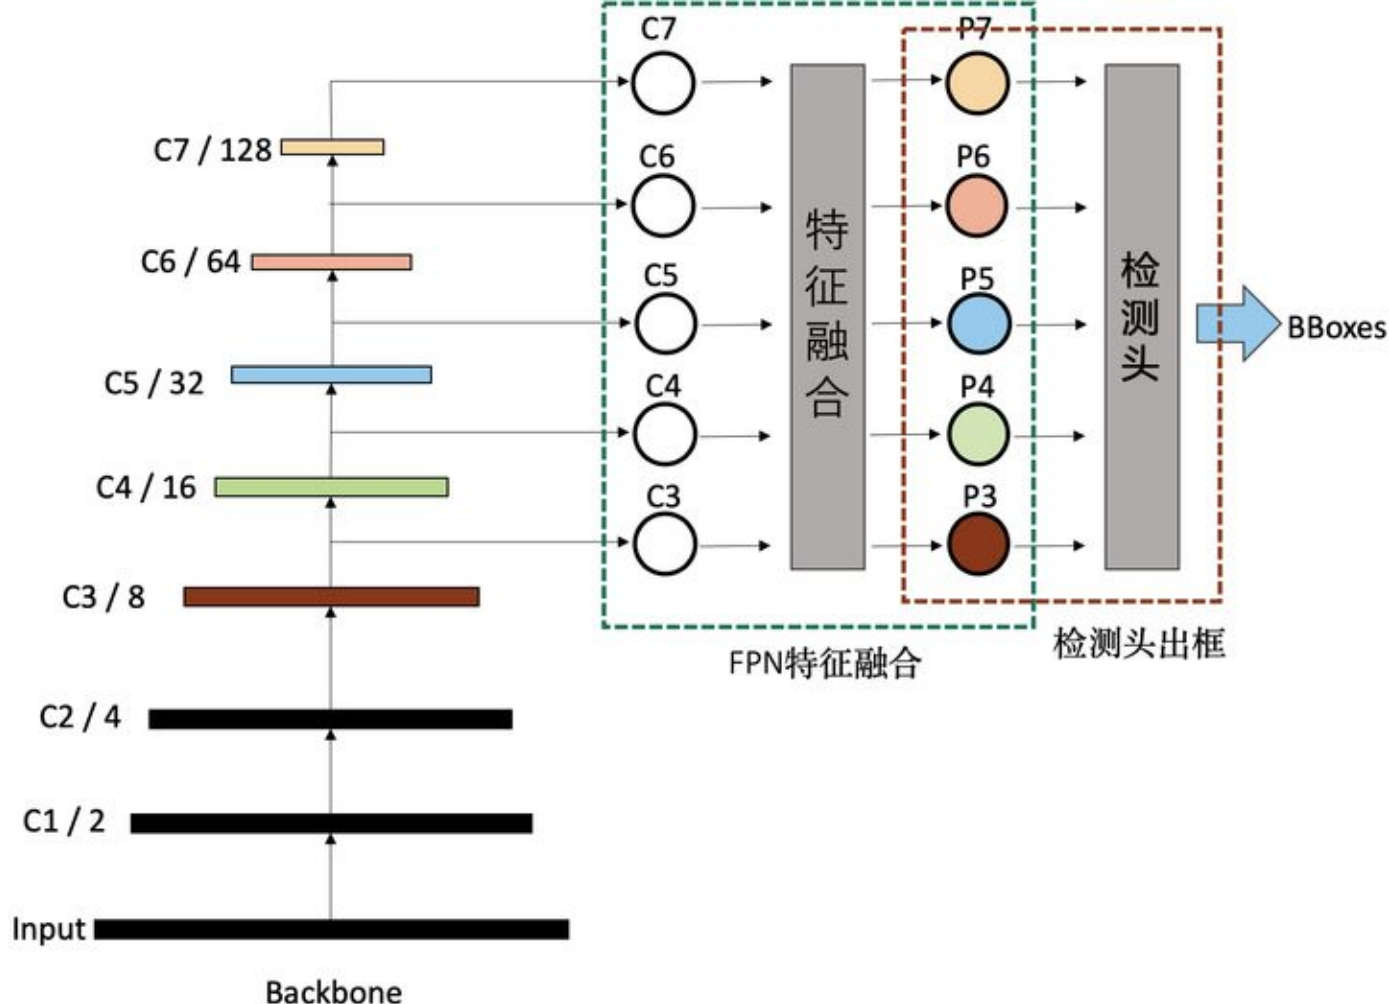 C7
P7
C7 / 128
C6
P6
C6 / 64
C5
P5
C5 / 32
C4
P4
C4 / 16
C3
P3
C3 / 8
特征融合
检测头
BBoxes
FPN特征融合
检测头出框
C2 / 4
C1 / 2
Input
Backbone